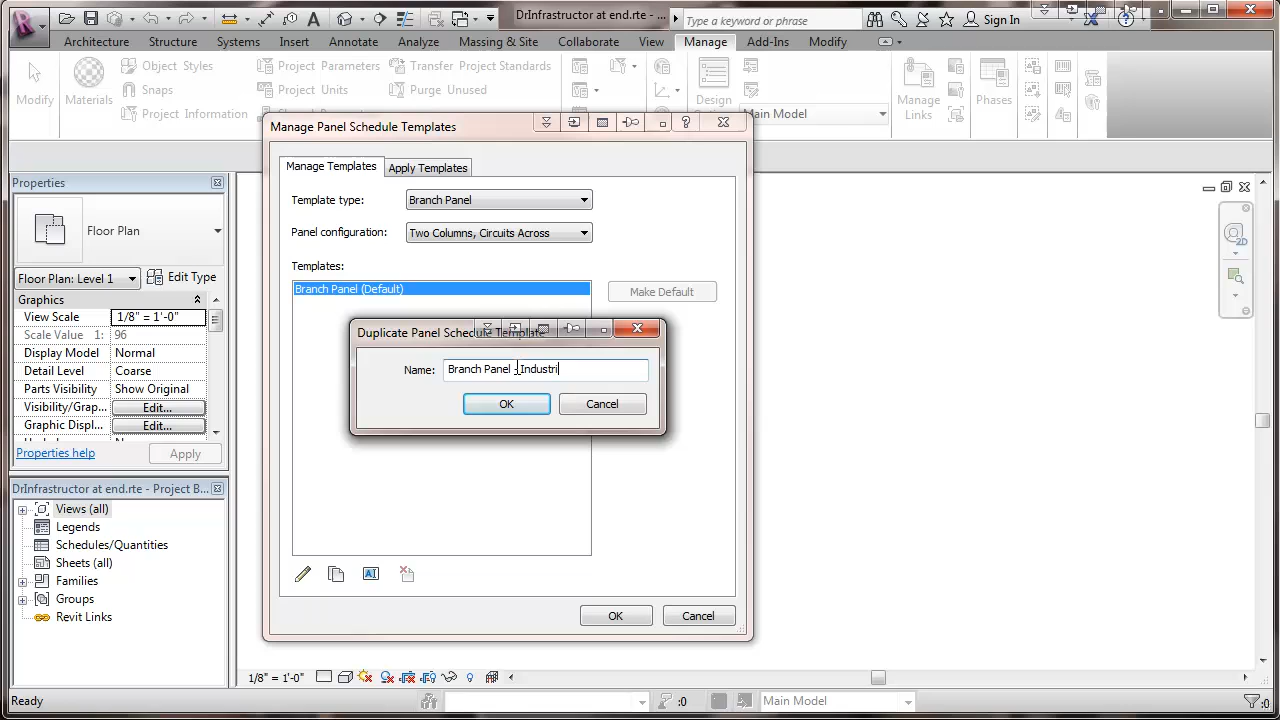 DrInfrastructor at end.rte - ...
Type a keyword or phrase
Sign In
Architecture Structure Systems Insert Annotate Analyze Massing & Site Collaborate View Manage Add-Ins Modify
Modify
Materials
Object Styles
Snaps
Project Information
Project Parameters
Project Units
Transfer Project Standards
Purge Unused
Design
Main Model
Manage
Links
Phases
Manage Panel Schedule Templates
Manage Templates Apply Templates
Template type: Branch Panel
Panel configuration: Two Columns, Circuits Across
Templates:
Branch Panel (Default)
Make Default
Duplicate Panel Schedule Template
Name: Branch Panel - Industri
OK Cancel
OK Cancel
Properties
Floor Plan
Floor Plan: Level 1 Edit Type
Graphics
View Scale 1/8" = 1'-0"
Scale Value 1: 96
Display Model Normal
Detail Level Coarse
Parts Visibility Show Original
Visibility/Grap... Edit...
Graphic Displ... Edit...
Properties help Apply
DrInfrastructor at end.rte - Project B...
Views (all)
Legends
Schedules/Quantities
Sheets (all)
Families
Groups
Revit Links
1/8" = 1'-0"
Ready
:0
Main Model
:0